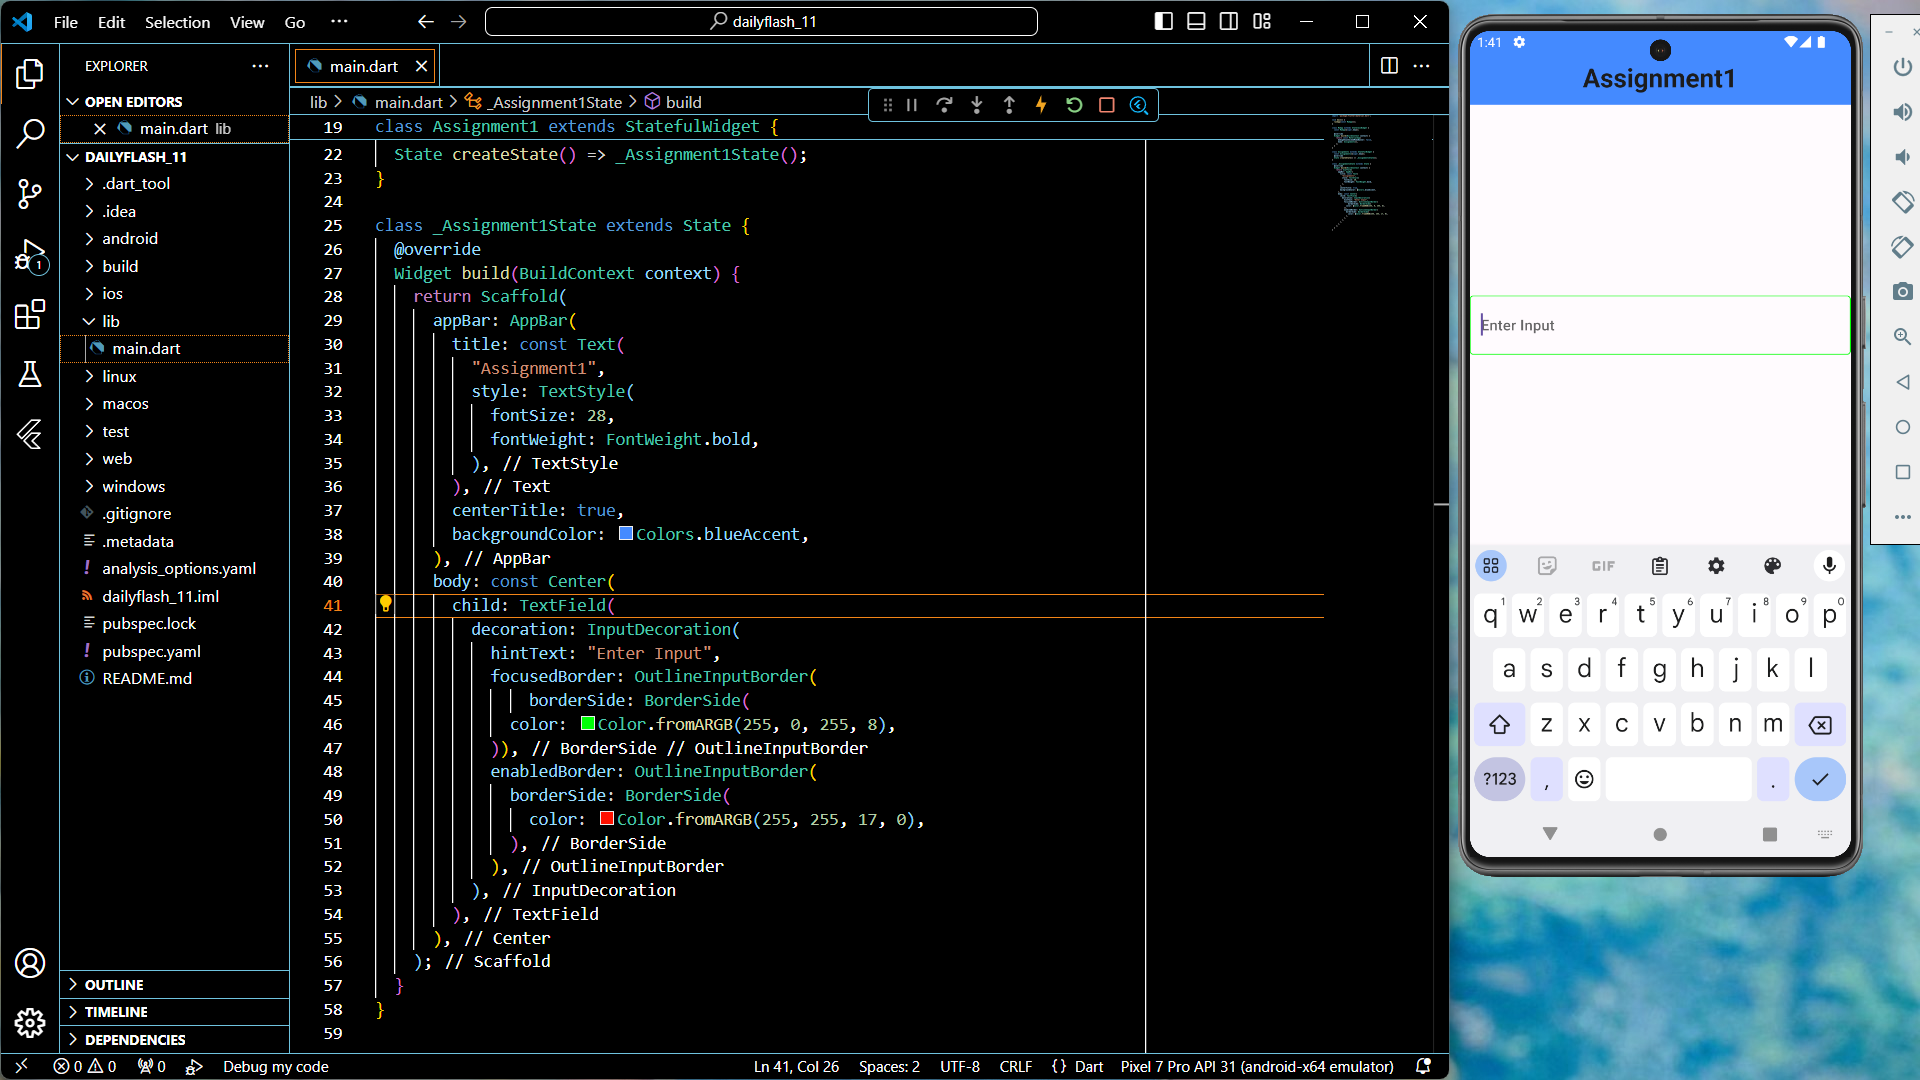 File Edit Selection View Go ···
dailyflash_11
EXPLORER
OPEN EDITORS
main.dart lib
DAILYFLASH_11
.dart_tool
.idea
android
build
ios
lib
main.dart
linux
macos
test
web
windows
.gitignore
.metadata
analysis_options.yaml
dailyflash_11.iml
pubspec.lock
pubspec.yaml
README.md
OUTLINE
TIMELINE
DEPENDENCIES
1
main.dart
lib > main.dart > _Assignment1State > build
19 class Assignment1 extends StatefulWidget {
22 State createState() => _Assignment1State();
23 }
24
25 class _Assignment1State extends State {
26 @override
27 Widget build(BuildContext context) {
28 return Scaffold(
29 appBar: AppBar(
30 title: const Text(
31 "Assignment1",
32 style: TextStyle(
33 fontSize: 28,
34 fontWeight: FontWeight.bold,
35 ), // TextStyle
36 ), // Text
37 centerTitle: true,
38 backgroundColor: Colors.blueAccent,
39 ), // AppBar
40 body: const Center(
41 child: TextField(
42 decoration: InputDecoration(
43 hintText: "Enter Input",
44 focusedBorder: OutlineInputBorder(
45 borderSide: BorderSide(
46 color: Color.fromARGB(255, 0, 255, 8),
47 )), // BorderSide // OutlineInputBorder
48 enabledBorder: OutlineInputBorder(
49 borderSide: BorderSide(
50 color: Color.fromARGB(255, 255, 17, 0),
51 ), // BorderSide
52 ), // OutlineInputBorder
53 ), // InputDecoration
54 ), // TextField
55 ), // Center
56 ); // Scaffold
57 }
58 }
59
0 0 0 Debug my code Ln 41, Col 26 Spaces: 2 UTF-8 CRLF {} Dart Pixel 7 Pro API 31 (android-x64 emulator)
1:41
Assignment1
Enter Input
GIF
q1 w2 e3 r4 t5 y6 u7 i8 o9 p0
a s d f g h j k l
z x c v b n m
?123 , .